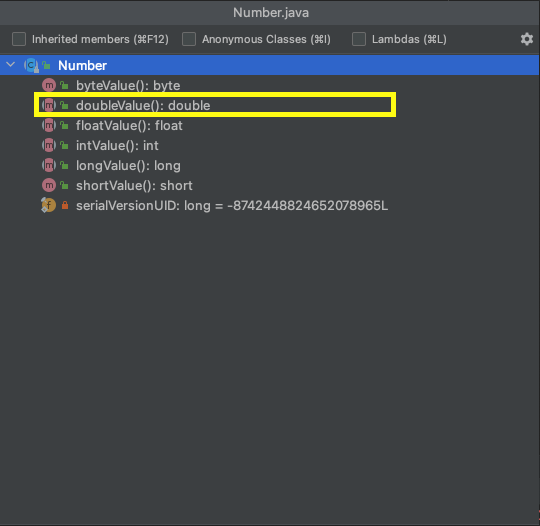 Number.java
Inherited members (⌘F12) Anonymous Classes (⌘I) Lambdas (⌘L)
Number
byteValue(): byte
doubleValue(): double
floatValue(): float
intValue(): int
longValue(): long
shortValue(): short
serialVersionUID: long = -8742448824652078965L